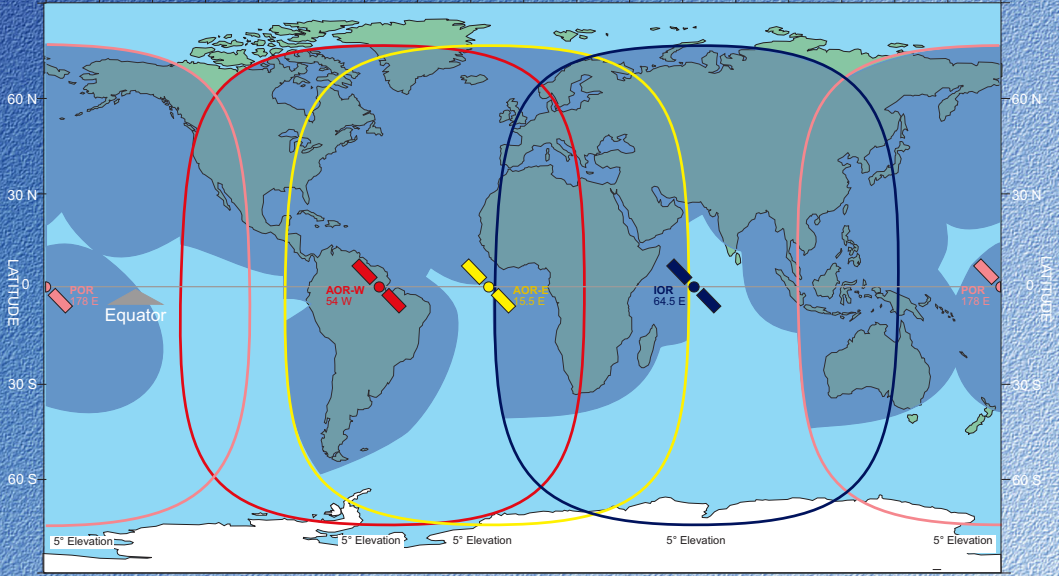 60 N
60 N
30 N
30 N
LATITUDE
LATITUDE
0
0
POR
178 E
AOR-W
54 W
AOR-E
15.5 E
IOR
64.5 E
POR
178 E
Equator
30 S
30 S
60 S
60 S
5° Elevation
5° Elevation
5° Elevation
5° Elevation
5° Elevation